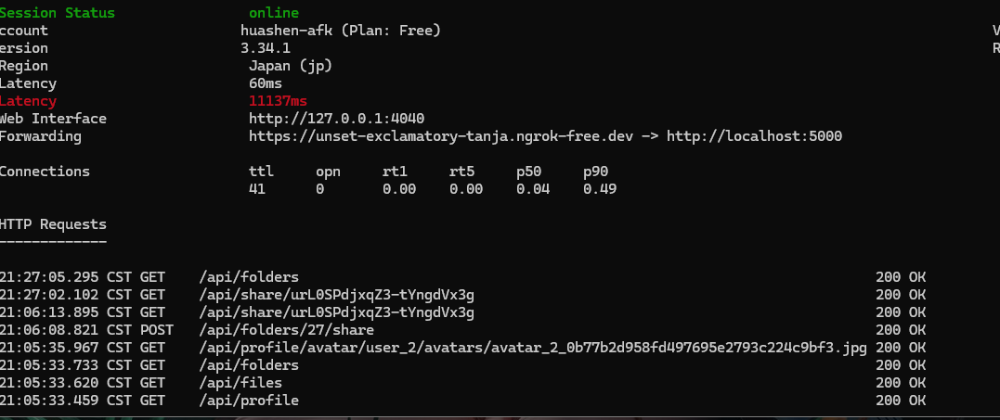 Session Status online
ccount huashen-afk (Plan: Free) V
ersion 3.34.1 R
Region Japan (jp)
Latency 60ms
Latency 11137ms
Web Interface http://127.0.0.1:4040
Forwarding https://unset-exclamatory-tanja.ngrok-free.dev -> http://localhost:5000
Connections ttl opn rt1 rt5 p50 p90
41 0 0.00 0.00 0.04 0.49
HTTP Requests
-------------
21:27:05.295 CST GET /api/folders 200 OK
21:27:02.102 CST GET /api/share/urL0SPdjxqZ3-tYngdVx3g 200 OK
21:06:13.895 CST GET /api/share/urL0SPdjxqZ3-tYngdVx3g 200 OK
21:06:08.821 CST POST /api/folders/27/share 200 OK
21:05:35.967 CST GET /api/profile/avatar/user_2/avatars/avatar_2_0b77b2d958fd497695e2793c224c9bf3.jpg 200 OK
21:05:33.733 CST GET /api/folders 200 OK
21:05:33.620 CST GET /api/files 200 OK
21:05:33.459 CST GET /api/profile 200 OK